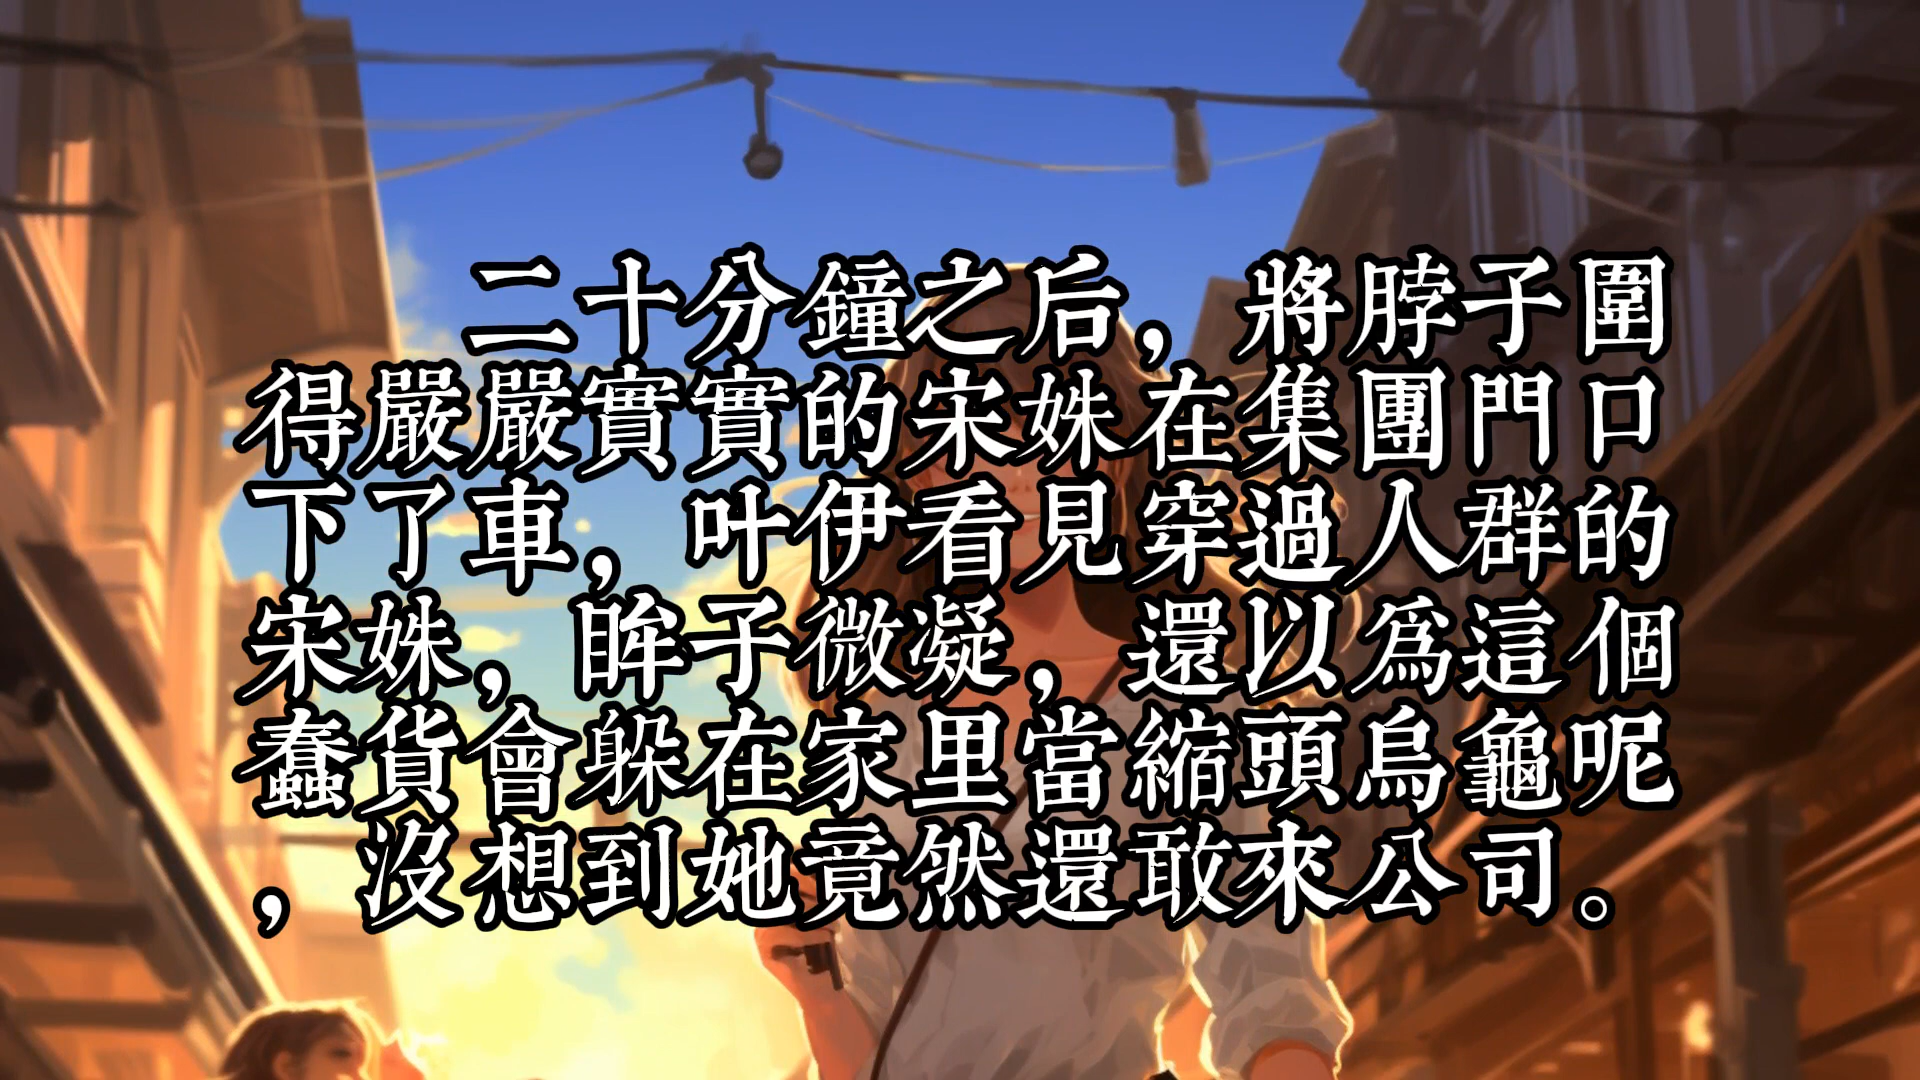 二十分鐘之后，將脖子圍
得嚴嚴實實的宋姝在集團門口
下了車，叶伊看見穿過人群的
宋姝，眸子微凝，還以爲這個
蠢貨會躲在家里當縮頭烏龜呢
，沒想到她竟然還敢來公司。